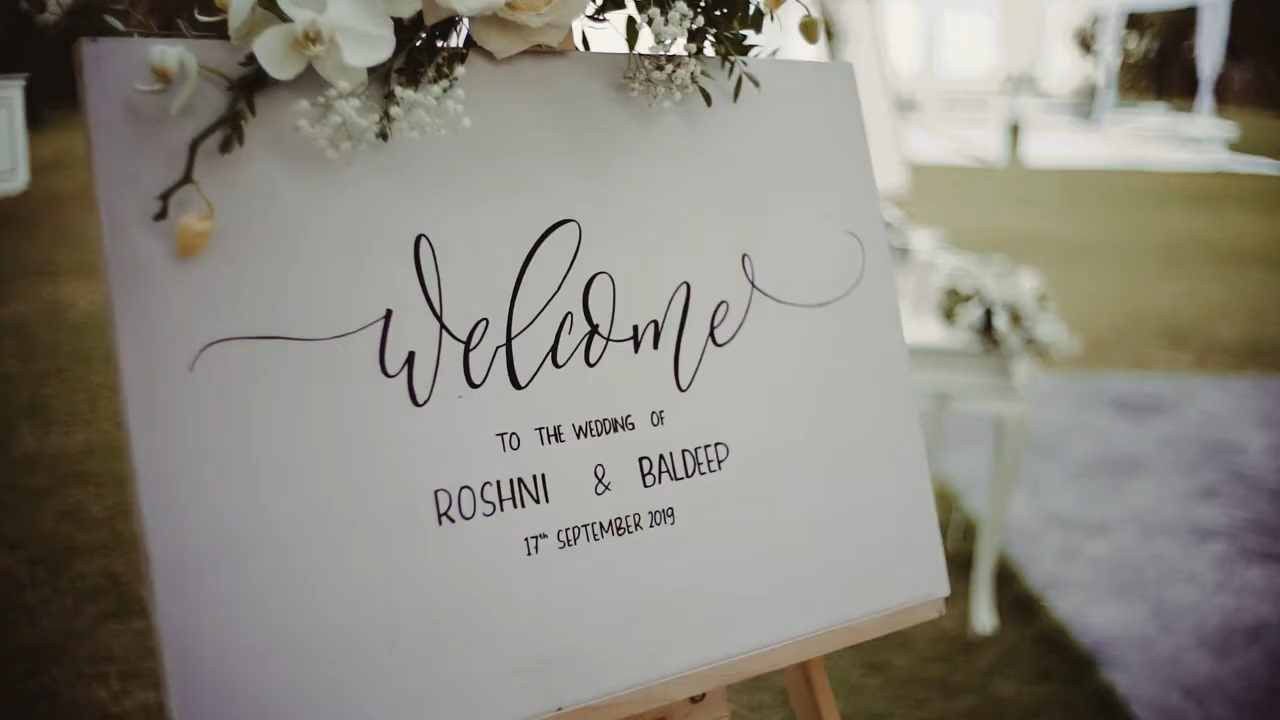 welcome
TO THE WEDDING OF
ROSHNI & BALDEEP
17th SEPTEMBER 2019